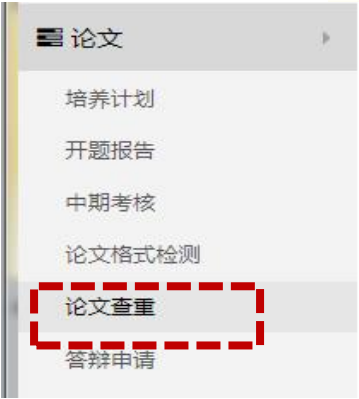 论文
培养计划
开题报告
中期考核
论文格式检测
论文查重
答辩申请